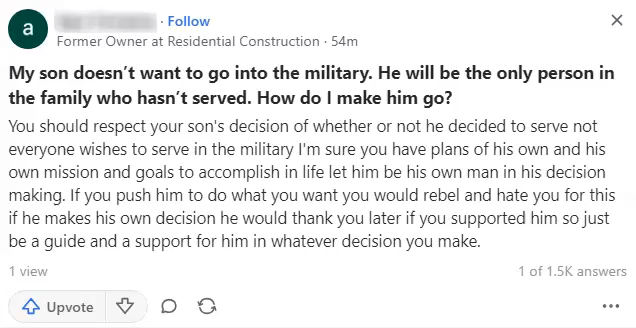 a
· Follow
Former Owner at Residential Construction · 54m
My son doesn't want to go into the military. He will be the only person in
the family who hasn't served. How do I make him go?
You should respect your son's decision of whether or not he decided to serve not
everyone wishes to serve in the military I'm sure you have plans of his own and his
own mission and goals to accomplish in life let him be his own man in his decision
making. If you push him to do what you want you would rebel and hate you for this
if he makes his own decision he would thank you later if you supported him so just
be a guide and a support for him in whatever decision you make.
1 view
1 of 1.5K answers
Upvote